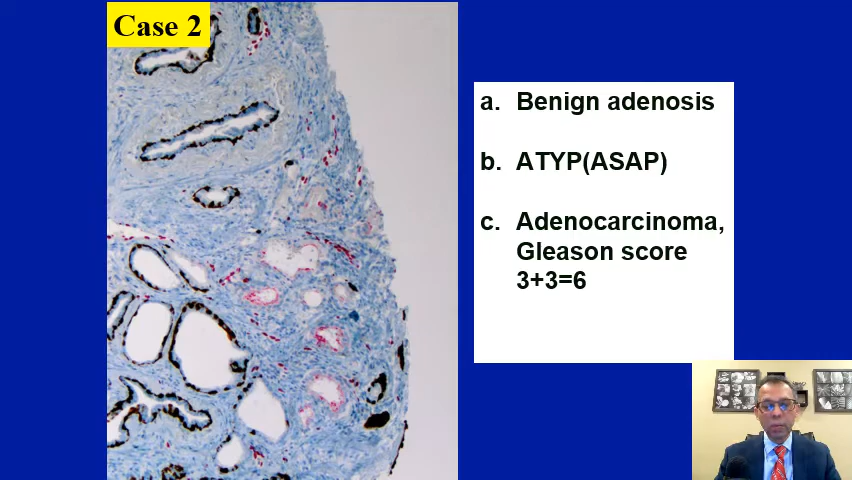 Case 2
a. Benign adenosis
b. ATYP(ASAP)
c. Adenocarcinoma,
Gleason score
3+3=6